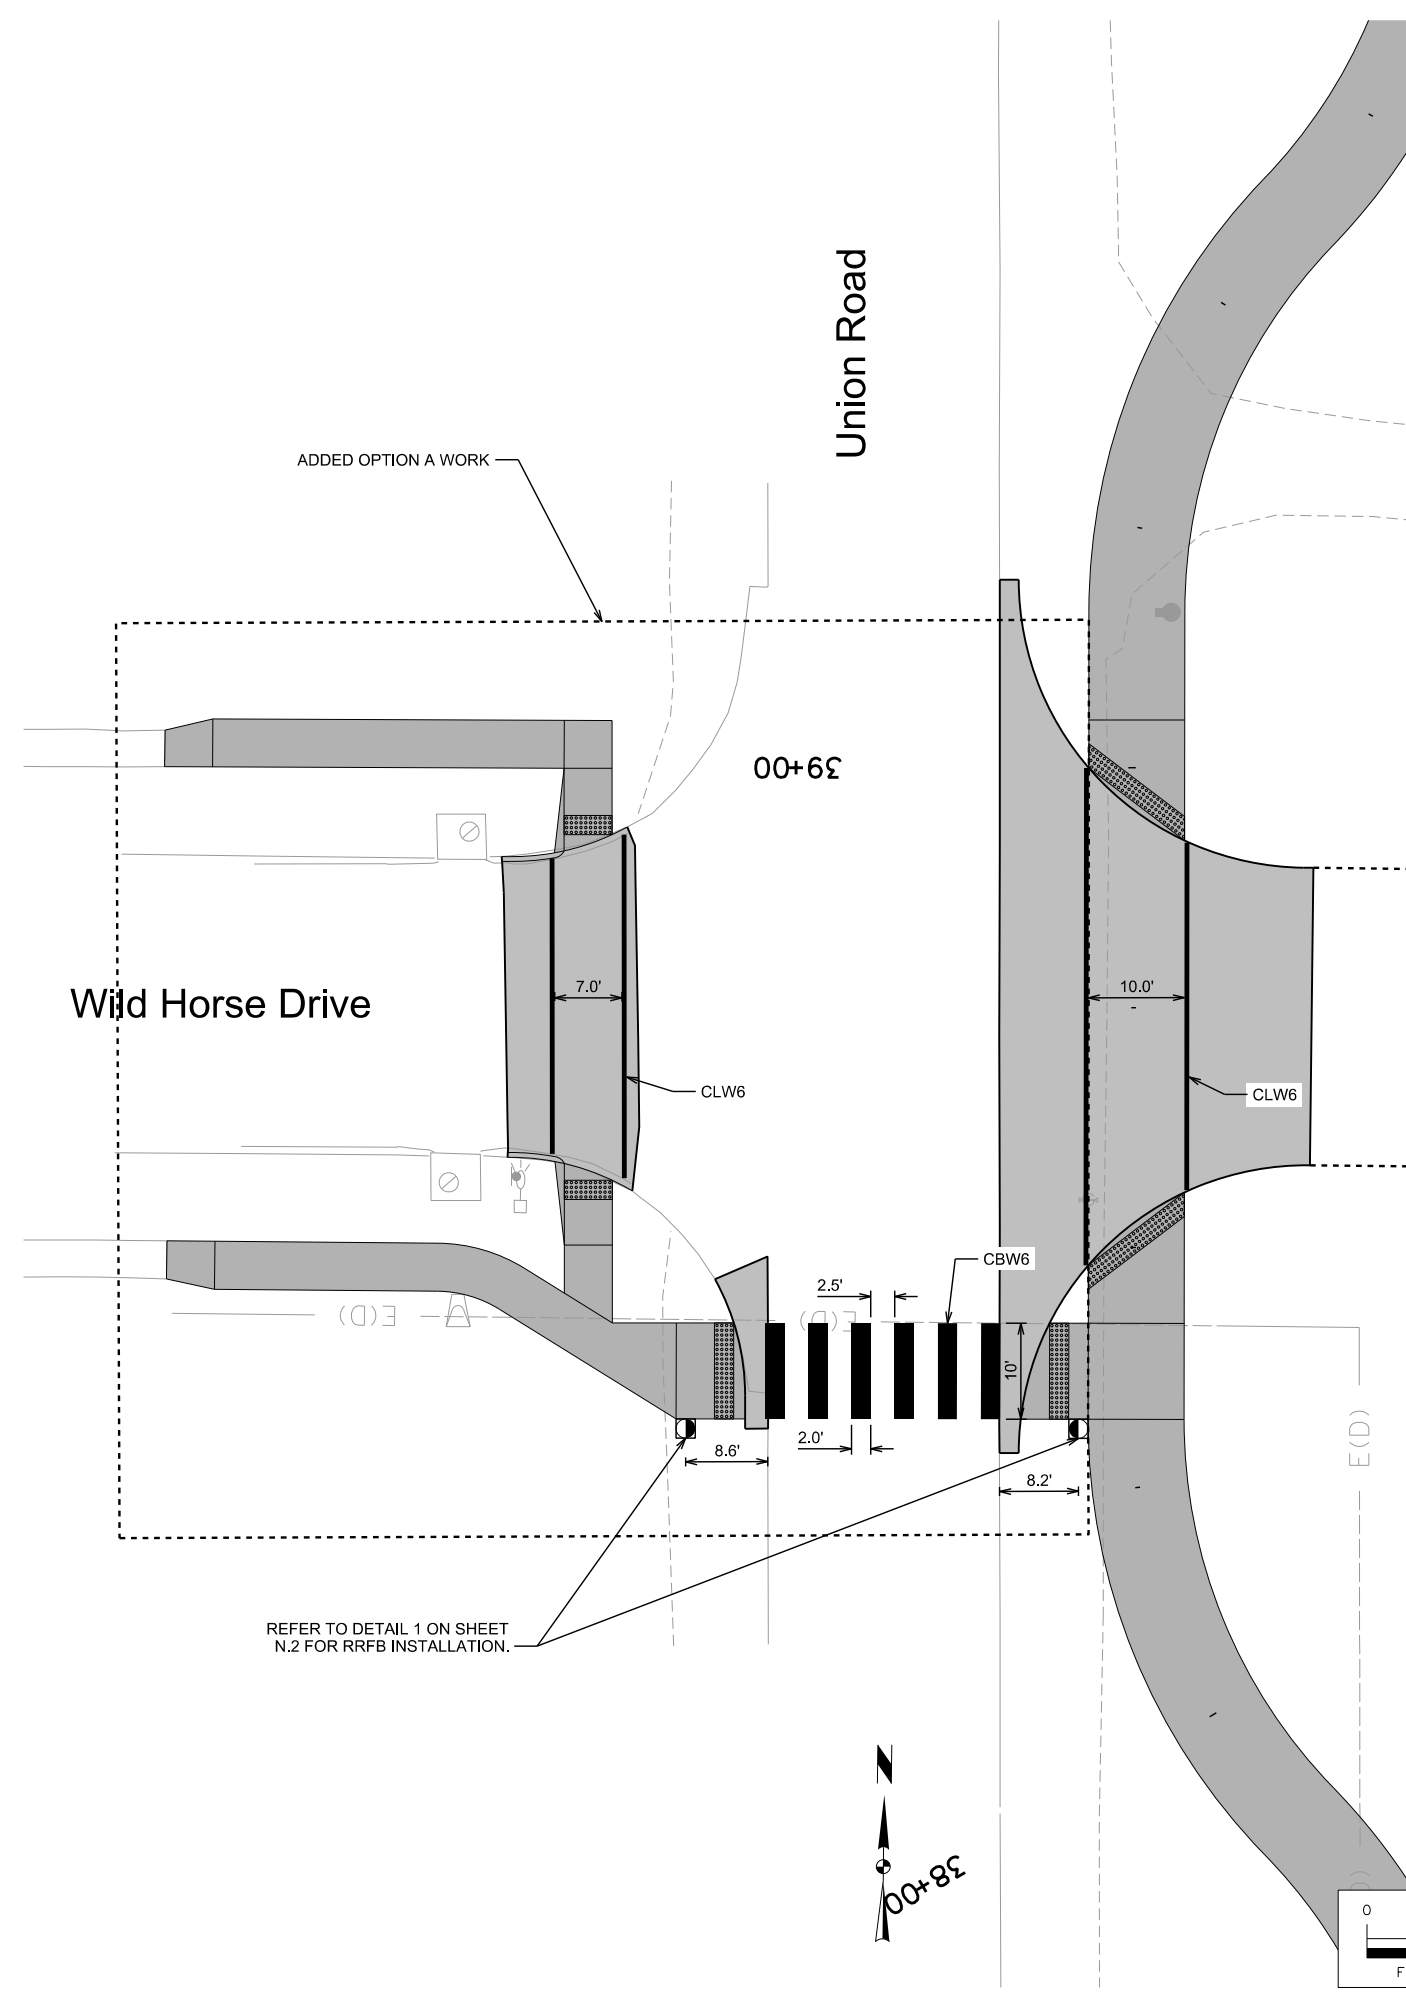 Union Road
ADDED OPTION A WORK
39+00
Wild Horse Drive
7.0'
10.0'
CLW6
CLW6
CBW6
2.5'
E(D)
E(D)
10'
2.0'
8.6'
8.2'
E(D)
REFER TO DETAIL 1 ON SHEET
N.2 FOR RRFB INSTALLATION.
N
38+00
0
F